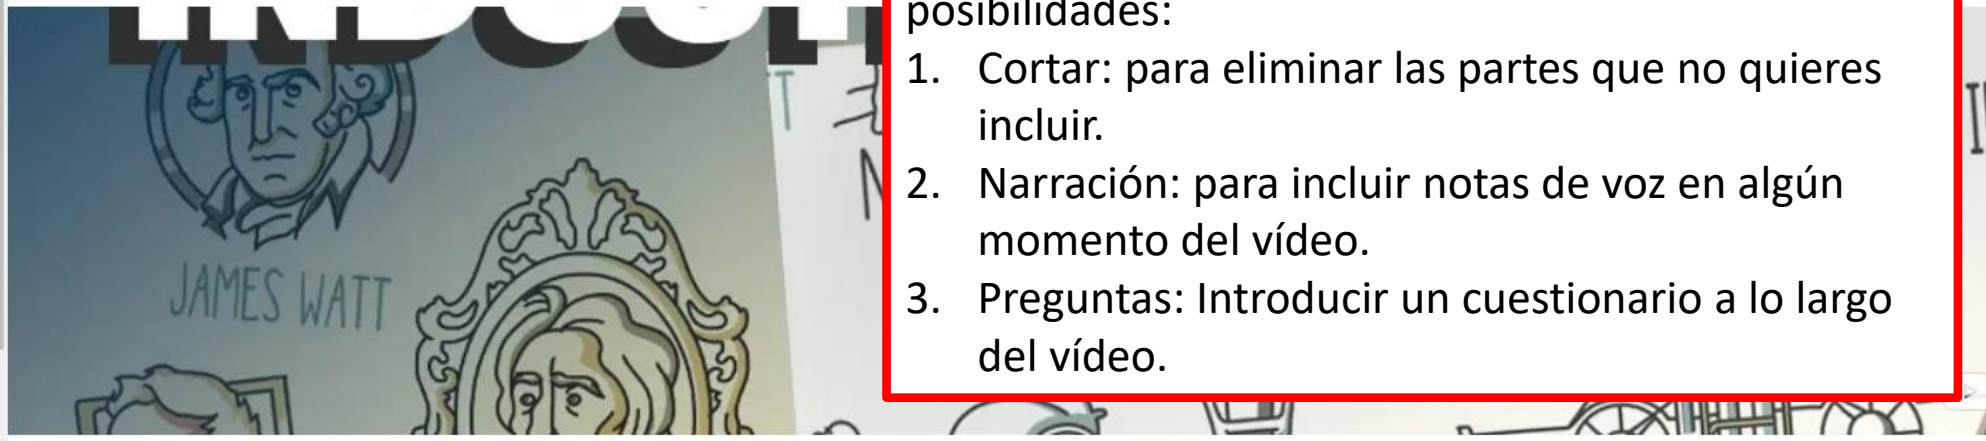 posibilidades:
1. Cortar: para eliminar las partes que no quieres
incluir.
2. Narración: para incluir notas de voz en algún
momento del vídeo.
3. Preguntas: Introducir un cuestionario a lo largo
del vídeo.
JAMES WATT